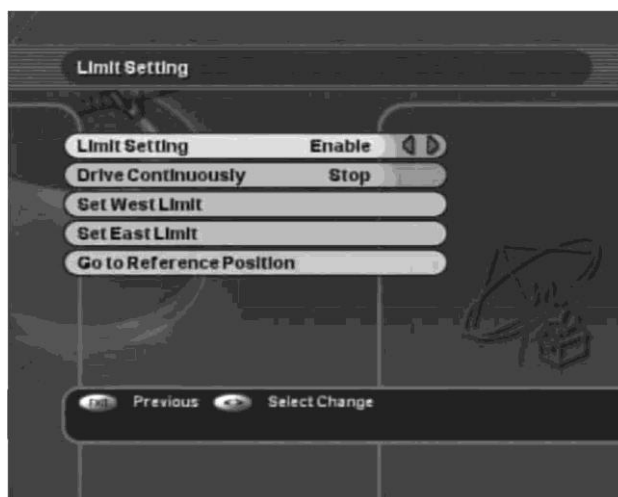 Limit Setting
Limit Setting Enable
Drive Continuously Stop
Set West Limit
Set East Limit
Go to Reference Position
Previous Select Change